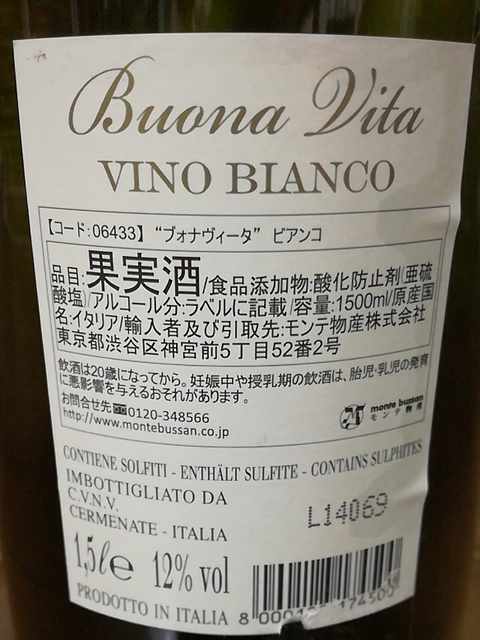 Buona Vita
VINO BIANCO
【コード:06433】 “ブォナヴィータ” ビアンコ
品目:果実酒/食品添加物:酸化防止剤(亜硫
酸塩)/アルコール分:ラベルに記載/容量:1500ml/原産国
名:イタリア/輸入者及び引取先:モンテ物産株式会社
東京都渋谷区神宮前5丁目52番2号
飲酒は20歳になってから。妊娠中や授乳期の飲酒は、胎児・乳児の発育
に悪影響を与えるおそれがあります。
お問合せ先 0120-348566
http://www.montebussan.co.jp
monte bussan
モンテ物産
CONTIENE SOLFITI - ENTHÄLT SULFITE - CONTAINS SULPHITES
IMBOTTIGLIATO DA
C.V.N.V.
CERMENATE - ITALIA
L14069
1,5 l e 12% vol
PRODOTTO IN ITALIA